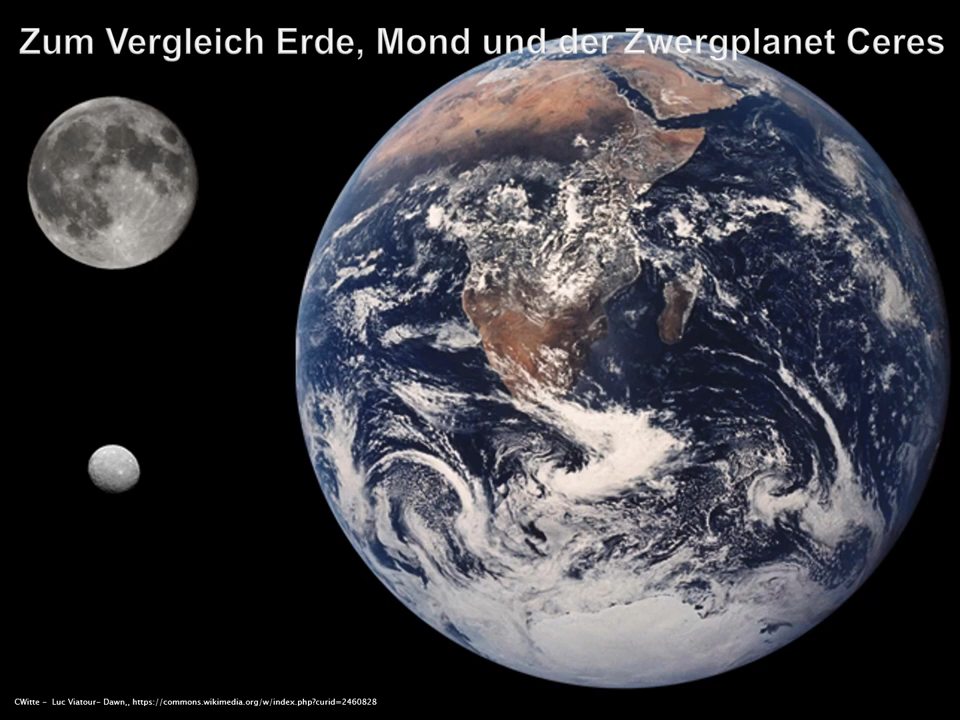 Zum Vergleich Erde, Mond und der Zwergplanet Ceres
CWitte - Luc Viatour- Dawn,, https://commons.wikimedia.org/w/index.php?curid=2460828